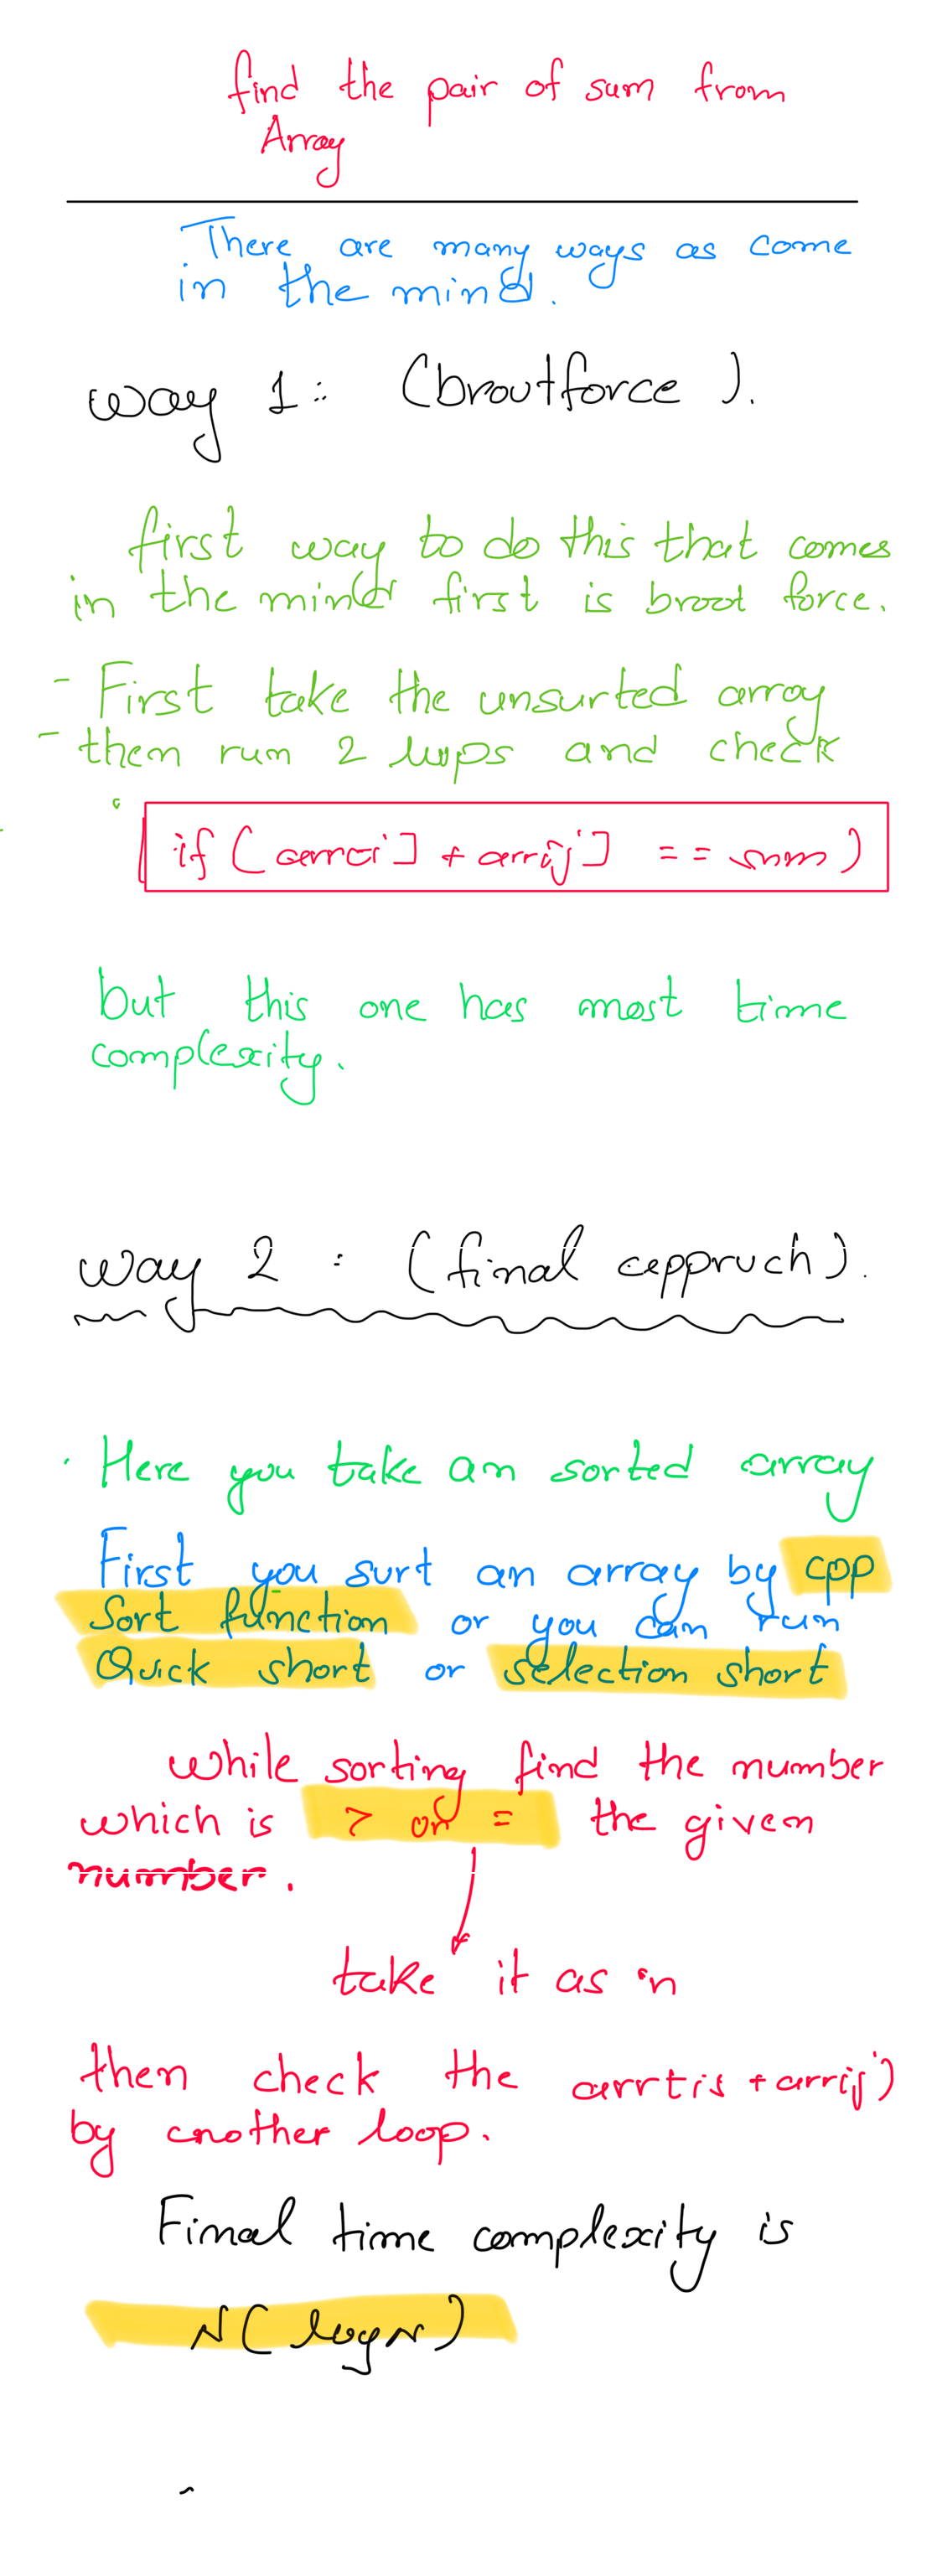 find the pair of sum from
Array
There are many ways as come
in the mind.
way 1: (broutforce).
first way to do this that comes
in the mind first is broot force.
- First take the unsurted array
- them run 2 loops and check
if (arr[i] + arr[j] == sum)
but this one has most time
complexity.
way 2 : (final appruch).
. Here you take an sorted array
First you surt an array by cpp
Sort function or you can run
Quick short or selection short
while sorting find the number
which is > or = the given
number.
take it as n
then check the arr[i] + arr[j]
by another loop.
Final time complexity is
N(logN)